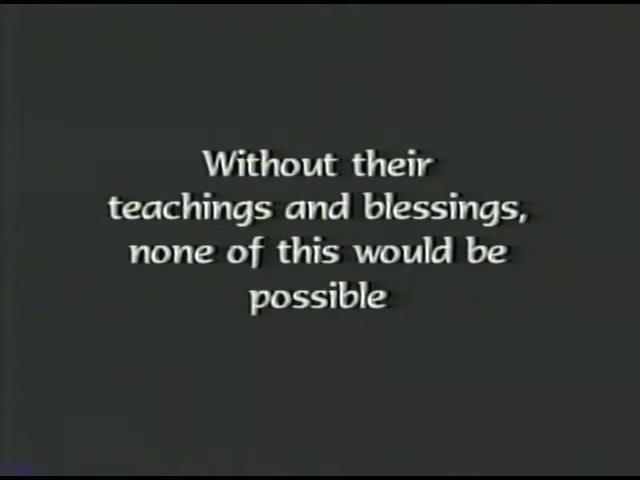 Without their
teachings and blessings,
none of this would be
possible